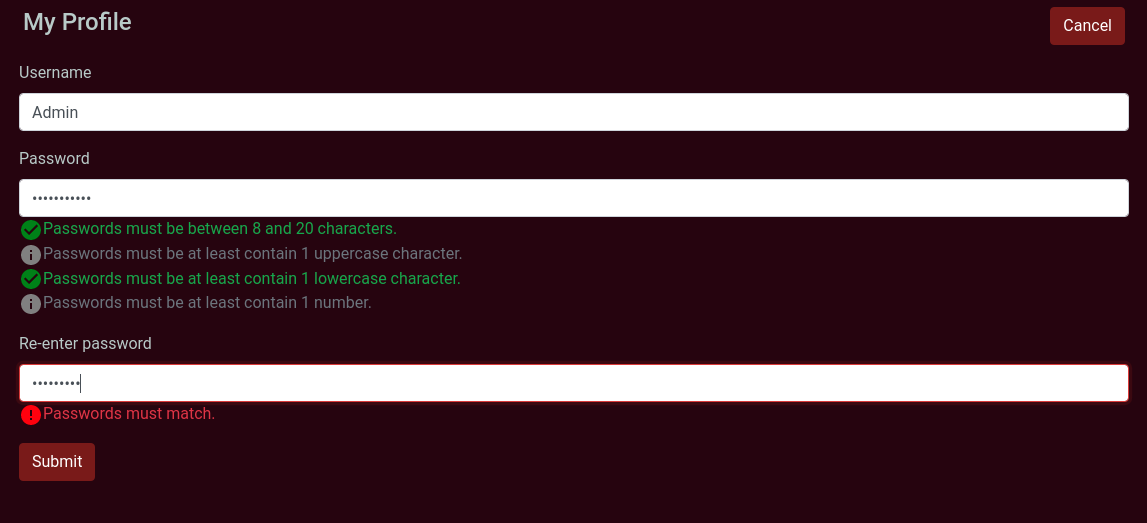 My Profile
Cancel
Username
Admin
Password
•••••••••••
Passwords must be between 8 and 20 characters.
Passwords must be at least contain 1 uppercase character.
Passwords must be at least contain 1 lowercase character.
Passwords must be at least contain 1 number.
Re-enter password
•••••••••
Passwords must match.
Submit